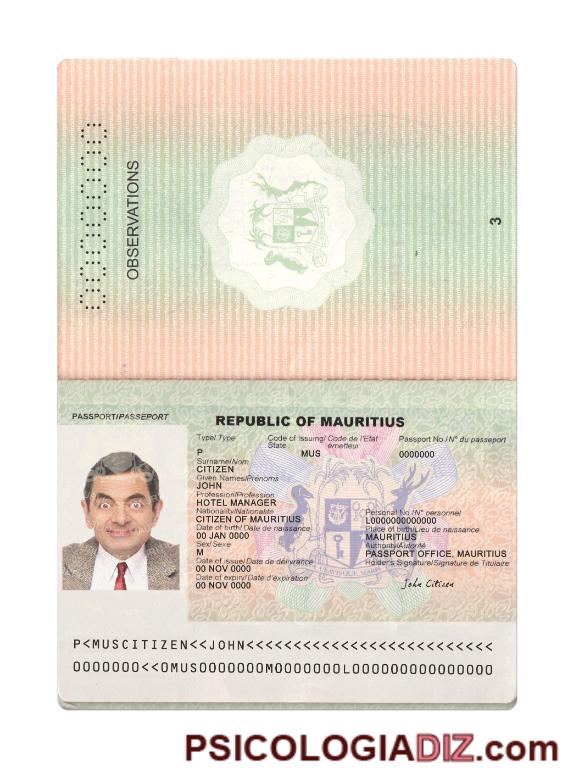 OOOOOOO
OBSERVATIONS
3
PASSPORT/PASSEPORT
REPUBLIC OF MAURITIUS
Type/Type Code of Issuing/Code de l'Etat Passport No/N° du passeport
State émetteur
P MUS 0000000
Surname/Nom
CITIZEN
Given Names/Prénoms
JOHN
Profession/Profession
HOTEL MANAGER
Nationality/Nationalité Personal No/N° personnel
CITIZEN OF MAURITIUS L0000000000000
Date of birth/Date de naissance Place of birth/Lieu de naissance
00 JAN 0000 MAURITIUS
Sex/Sexe Authority/Autorité
M PASSPORT OFFICE, MAURITIUS
Date of issue/Date de délivrance Holder's Signature/Signature de Titulaire
00 NOV 0000
Date of expiry/Date d'expiration John Citizen
00 NOV 0000
P<MUSCITIZEN<<JOHN<<<<<<<<<<<<<<<<<<<<<<<<<<
0000000<<0MUS0000000M0000000L000000000000000
PSICOLOGIADIZ.com